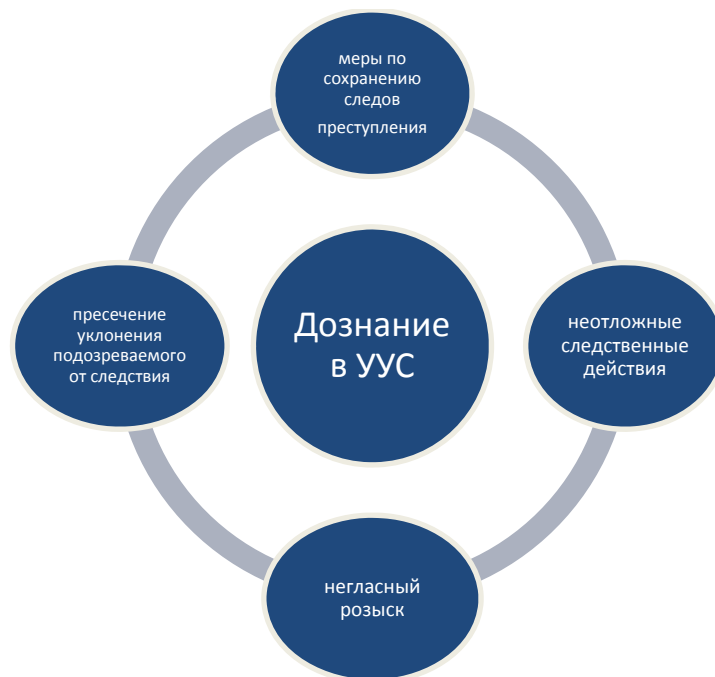 меры по
сохранению
следов
преступления
пресечение
уклонения
подозреваемого
от следствия
Дознание
в УУС
неотложные
следственные
действия
негласный
розыск